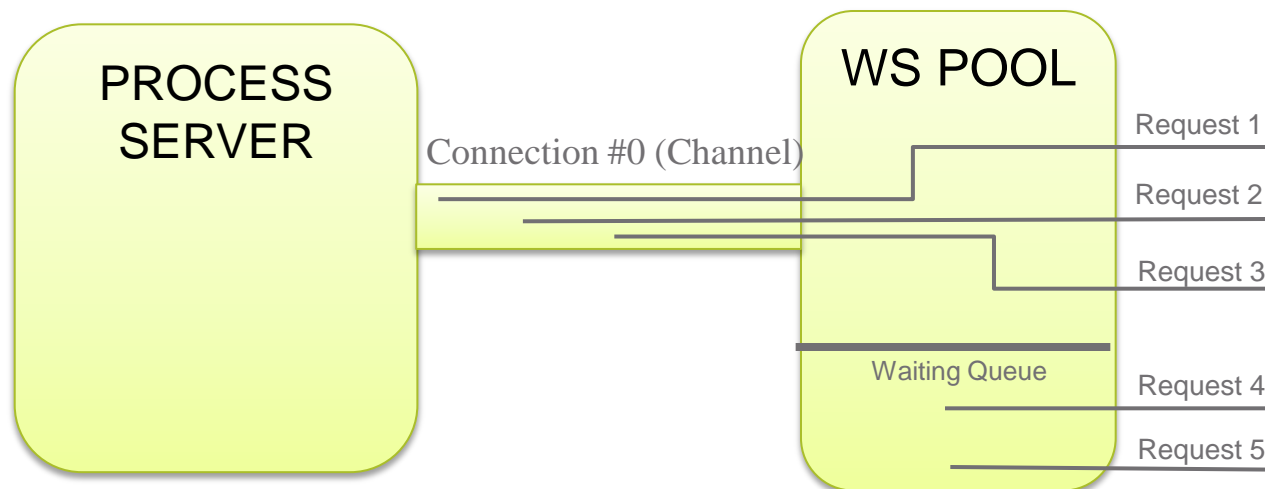 PROCESS
SERVER
Connection #0 (Channel)
WS POOL
Request 1
Request 2
Request 3
Waiting Queue
Request 4
Request 5